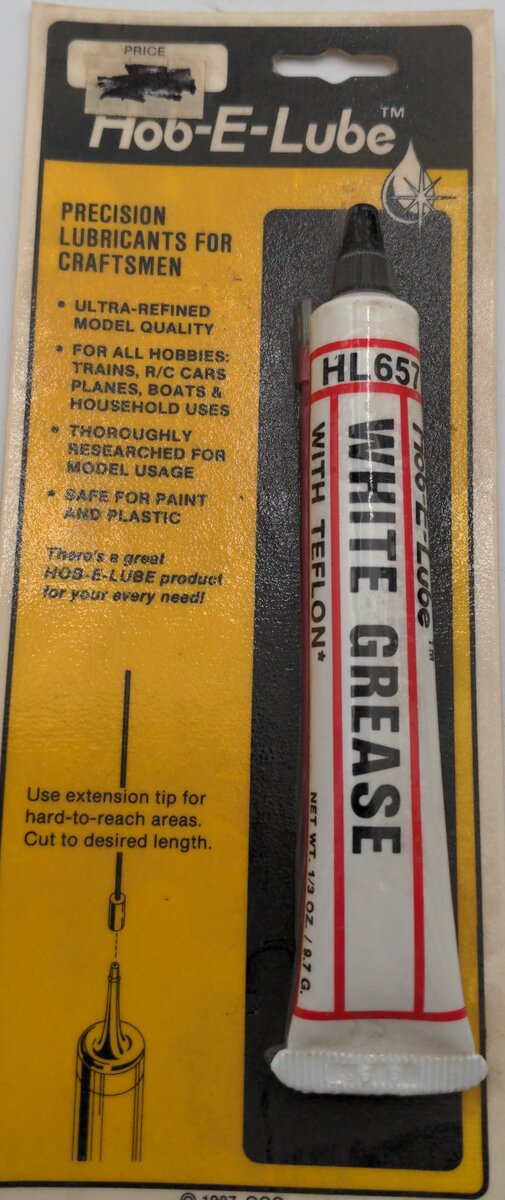 PRICE
Hob-E-Lube™
PRECISION
LUBRICANTS FOR
CRAFTSMEN
• ULTRA-REFINED
MODEL QUALITY
• FOR ALL HOBBIES:
TRAINS, R/C CARS
PLANES, BOATS &
HOUSEHOLD USES
• THOROUGHLY
RESEARCHED FOR
MODEL USAGE
• SAFE FOR PAINT
AND PLASTIC
There's a great
HOB-E-LUBE product
for your every need!
Use extension tip for
hard-to-reach areas.
Cut to desired length.
HL657
Hob-E-Lube™
WHITE GREASE
WITH TEFLON*
NET WT. 1/3 OZ. / 9.7 G.